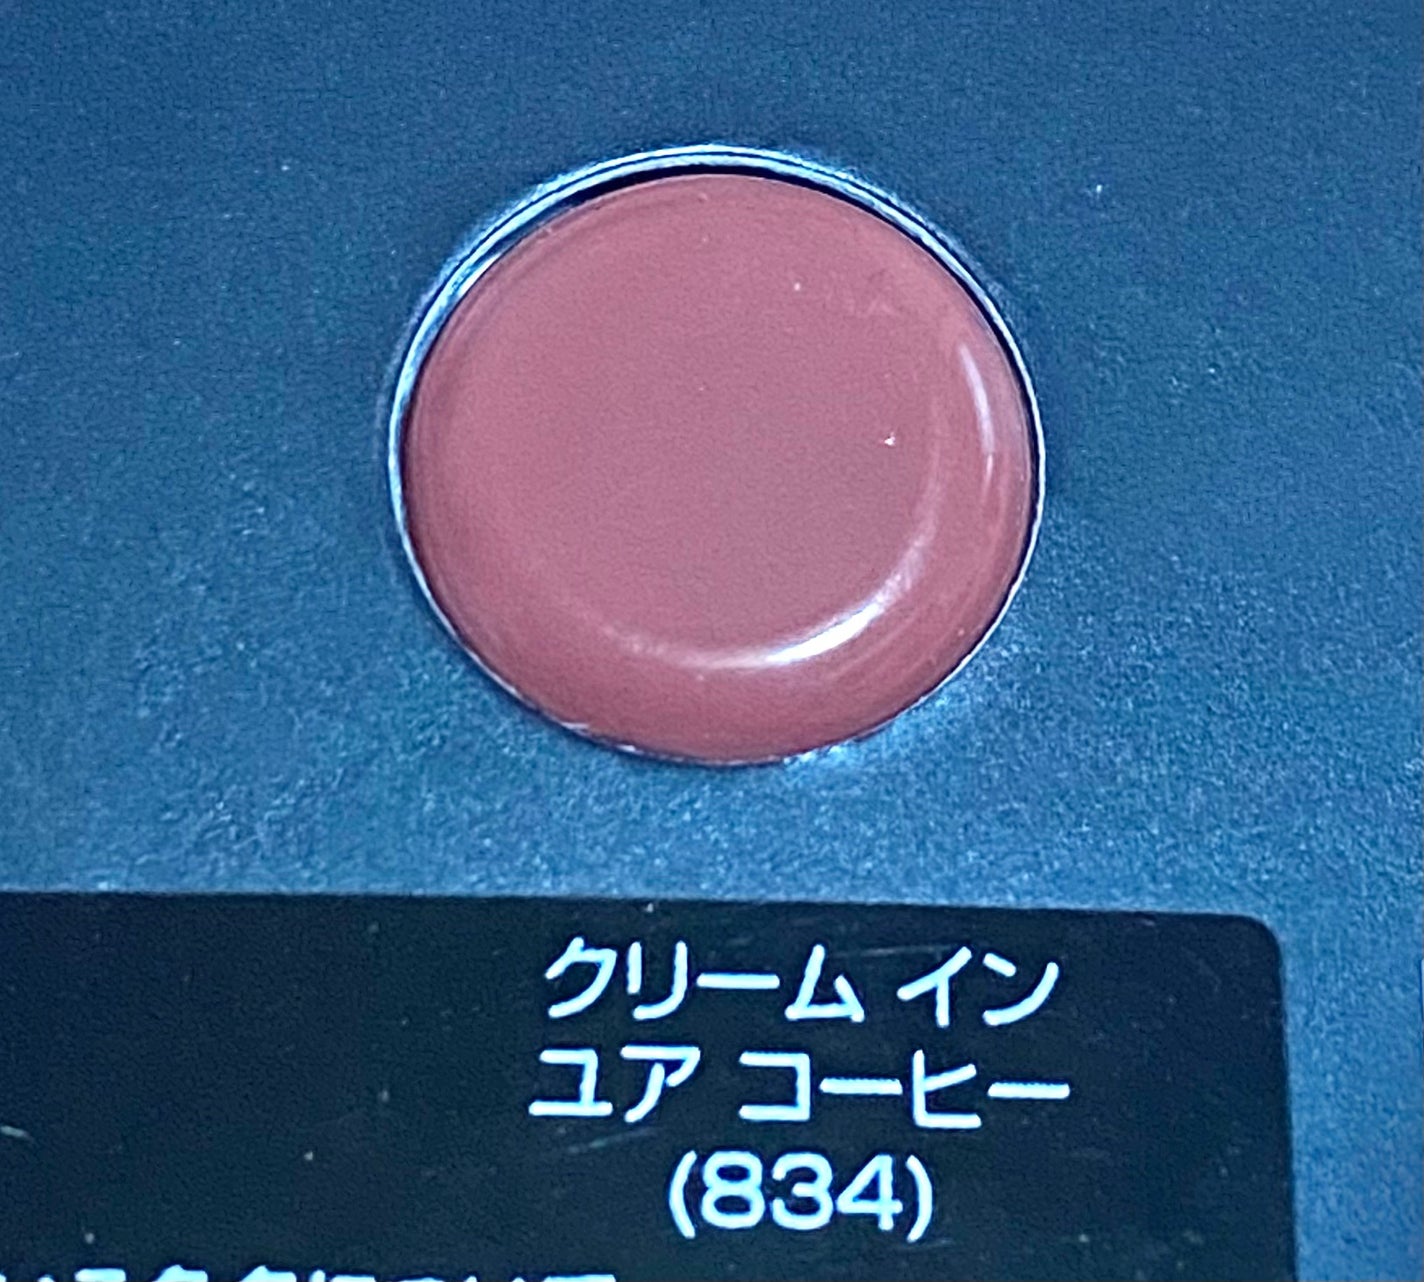 クリーム イン
ユア コーヒー
(834)